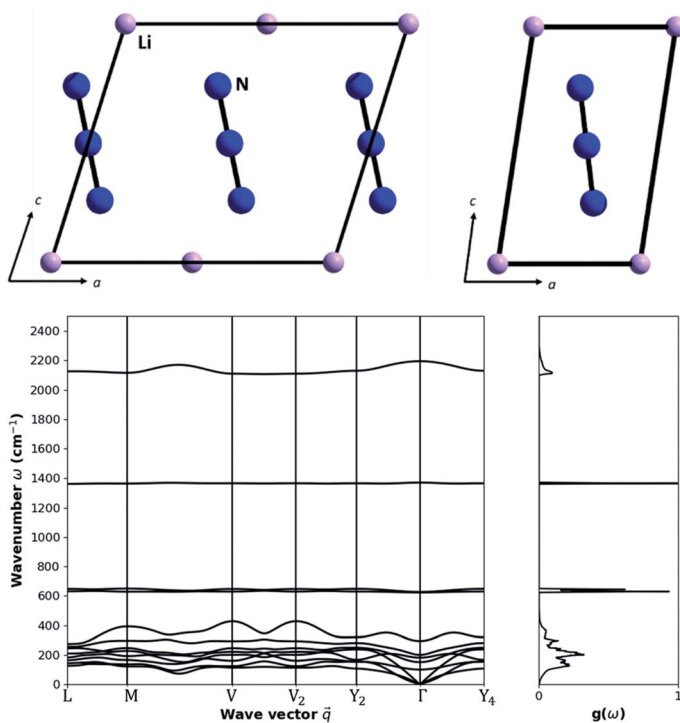 Li
N
c
a
c
a
2400
2200
2000
1800
1600
1400
1200
1000
800
600
400
200
0
Wavenumber ω (cm⁻¹)
L M V V₂ Y₂ Γ Y₄
Wave vector q⃗
0 1
g(ω)